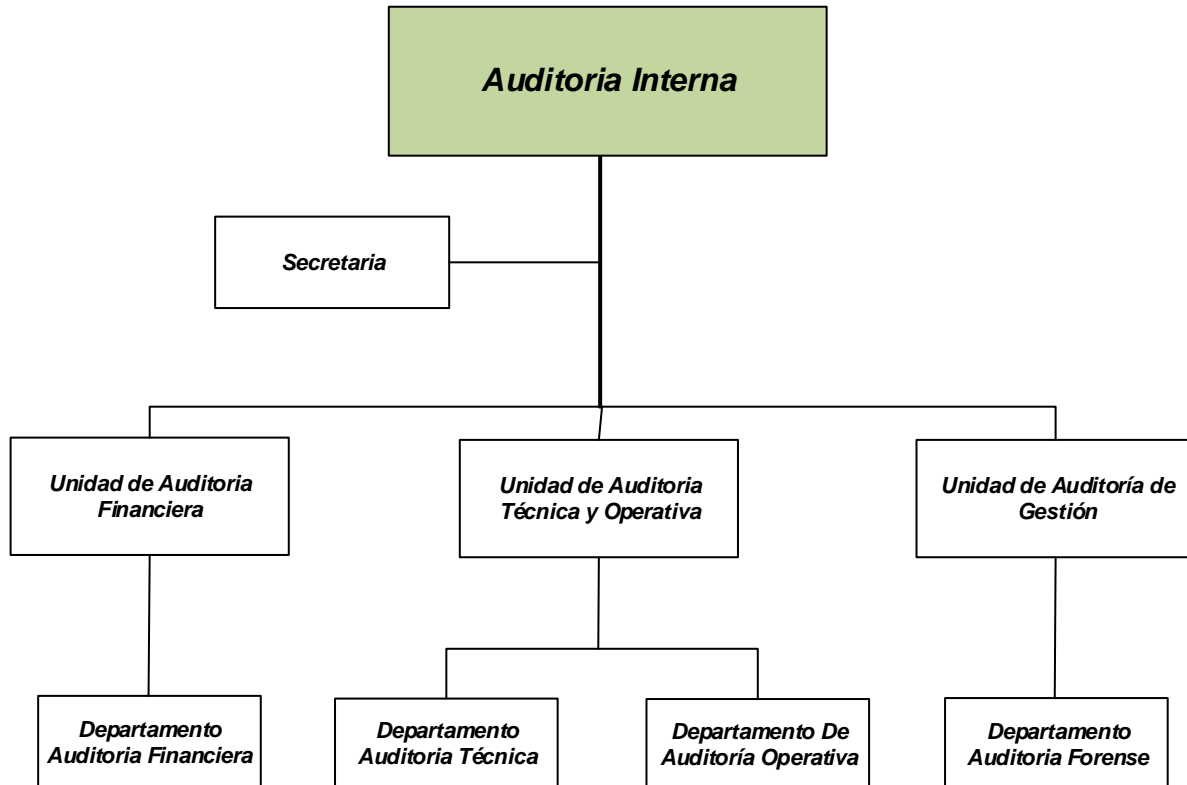 Auditoria Interna
Secretaria
Unidad de Auditoria
Financiera
Unidad de Auditoria
Técnica y Operativa
Unidad de Auditoría de
Gestión
Departamento
Auditoria Financiera
Departamento
Auditoria Técnica
Departamento De
Auditoría Operativa
Departamento
Auditoria Forense